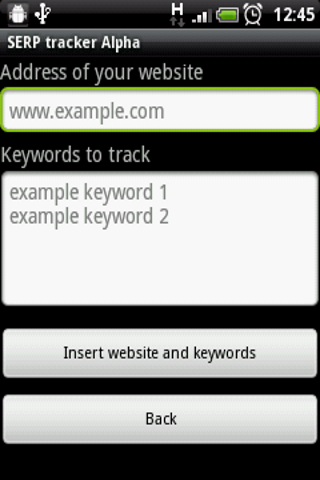 H 12:45
SERP tracker Alpha
Address of your website
www.example.com
Keywords to track
example keyword 1
example keyword 2
Insert website and keywords
Back